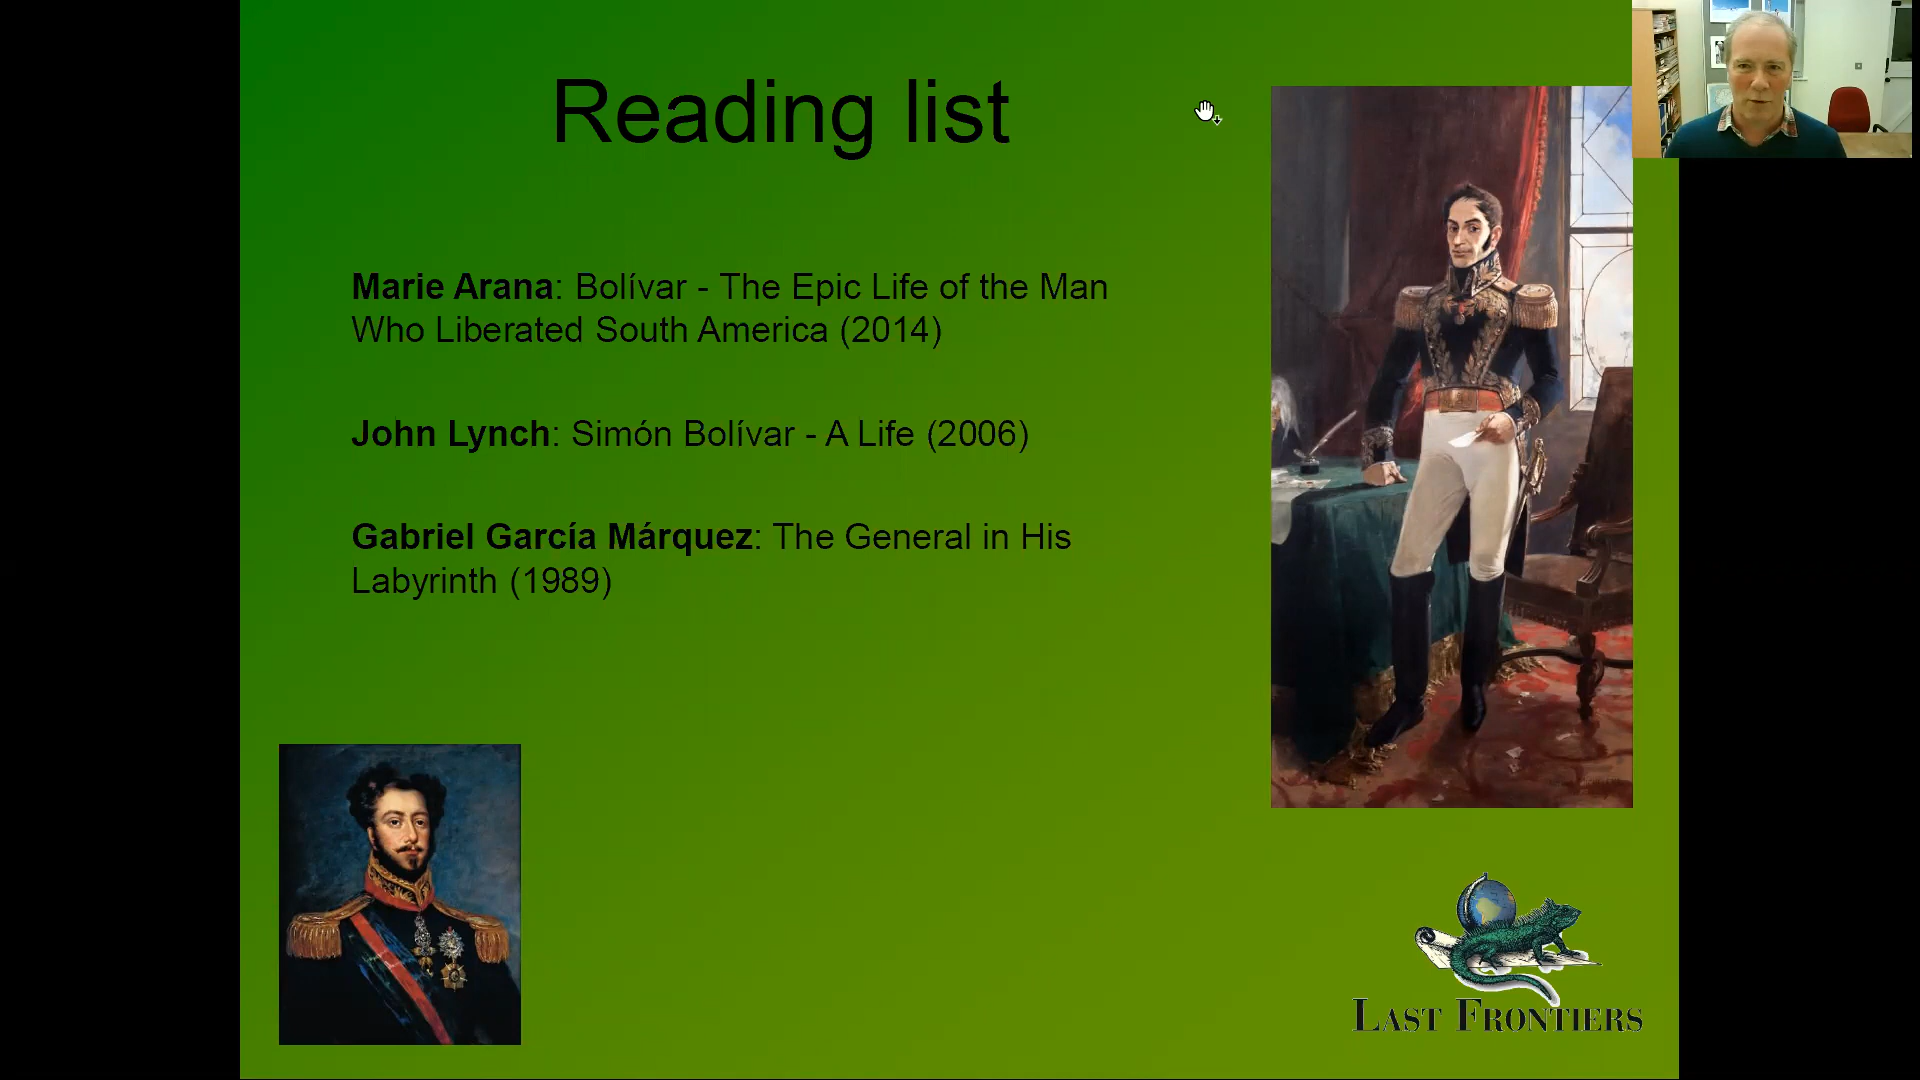 Reading list
Marie Arana: Bolívar - The Epic Life of the Man
Who Liberated South America (2014)
John Lynch: Simón Bolívar - A Life (2006)
Gabriel García Márquez: The General in His
Labyrinth (1989)
LAST FRONTIERS